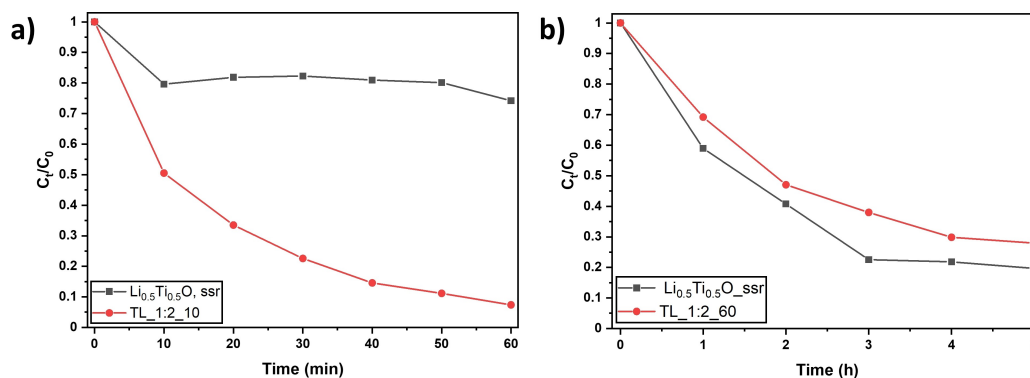 a)
1
0.9
0.8
0.7
0.6
0.5
0.4
0.3
0.2
0.1
0
Cₜ/C₀
Li₀.₅Ti₀.₅O, ssr
TL_1:2_10
0 10 20 30 40 50 60
Time (min)
b)
1
0.9
0.8
0.7
0.6
0.5
0.4
0.3
0.2
0.1
0
Cₜ/C₀
Li₀.₅Ti₀.₅O_ssr
TL_1:2_60
0 1 2 3 4
Time (h)